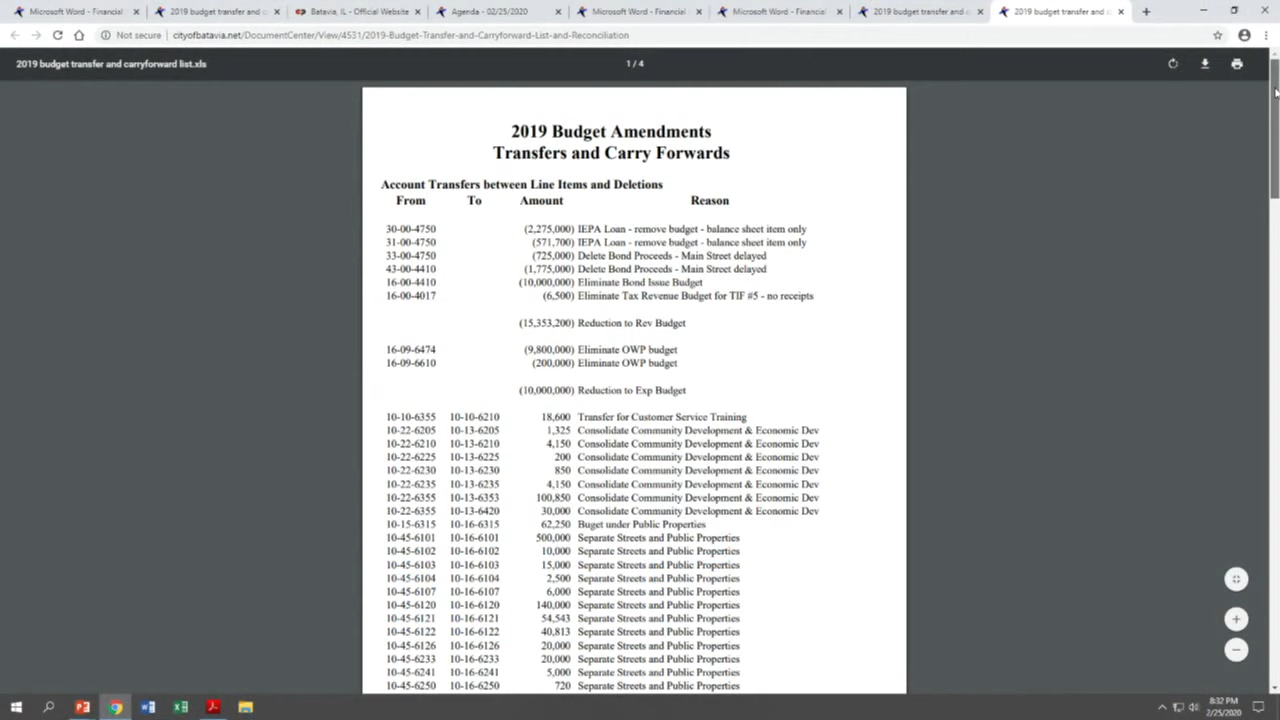 Microsoft Word - Financial
2019 budget transfer and c
Batavia, IL - Official Website
Agenda - 02/25/2020
Microsoft Word - Financial
Microsoft Word - Financial
2019 budget transfer and c
2019 budget transfer and c
Not secure | cityofbatavia.net/DocumentCenter/View/4531/2019-Budget-Transfer-and-Carryforward-List-and-Reconciliation
2019 budget transfer and carryforward list.xls
1 / 4
2019 Budget Amendments
Transfers and Carry Forwards
Account Transfers between Line Items and Deletions
From To Amount Reason
30-00-4750 (2,275,000) IEPA Loan - remove budget - balance sheet item only
31-00-4750 (571,700) IEPA Loan - remove budget - balance sheet item only
33-00-4750 (725,000) Delete Bond Proceeds - Main Street delayed
43-00-4410 (1,775,000) Delete Bond Proceeds - Main Street delayed
16-00-4410 (10,000,000) Eliminate Bond Issue Budget
16-00-4017 (6,500) Eliminate Tax Revenue Budget for TIF #5 - no receipts
(15,353,200) Reduction to Rev Budget
16-09-6474 (9,800,000) Eliminate OWP budget
16-09-6610 (200,000) Eliminate OWP budget
(10,000,000) Reduction to Exp Budget
10-10-6355 10-10-6210 18,600 Transfer for Customer Service Training
10-22-6205 10-13-6205 1,325 Consolidate Community Development & Economic Dev
10-22-6210 10-13-6210 4,150 Consolidate Community Development & Economic Dev
10-22-6225 10-13-6225 200 Consolidate Community Development & Economic Dev
10-22-6230 10-13-6230 850 Consolidate Community Development & Economic Dev
10-22-6235 10-13-6235 4,150 Consolidate Community Development & Economic Dev
10-22-6355 10-13-6353 100,850 Consolidate Community Development & Economic Dev
10-22-6355 10-13-6420 30,000 Consolidate Community Development & Economic Dev
10-15-6315 10-16-6315 62,250 Buget under Public Properties
10-45-6101 10-16-6101 500,000 Separate Streets and Public Properties
10-45-6102 10-16-6102 10,000 Separate Streets and Public Properties
10-45-6103 10-16-6103 15,000 Separate Streets and Public Properties
10-45-6104 10-16-6104 2,500 Separate Streets and Public Properties
10-45-6107 10-16-6107 6,000 Separate Streets and Public Properties
10-45-6120 10-16-6120 140,000 Separate Streets and Public Properties
10-45-6121 10-16-6121 54,543 Separate Streets and Public Properties
10-45-6122 10-16-6122 40,813 Separate Streets and Public Properties
10-45-6126 10-16-6126 20,000 Separate Streets and Public Properties
10-45-6233 10-16-6233 20,000 Separate Streets and Public Properties
10-45-6241 10-16-6241 5,000 Separate Streets and Public Properties
10-45-6250 10-16-6250 720 Separate Streets and Public Properties
8:32 PM
2/25/2020